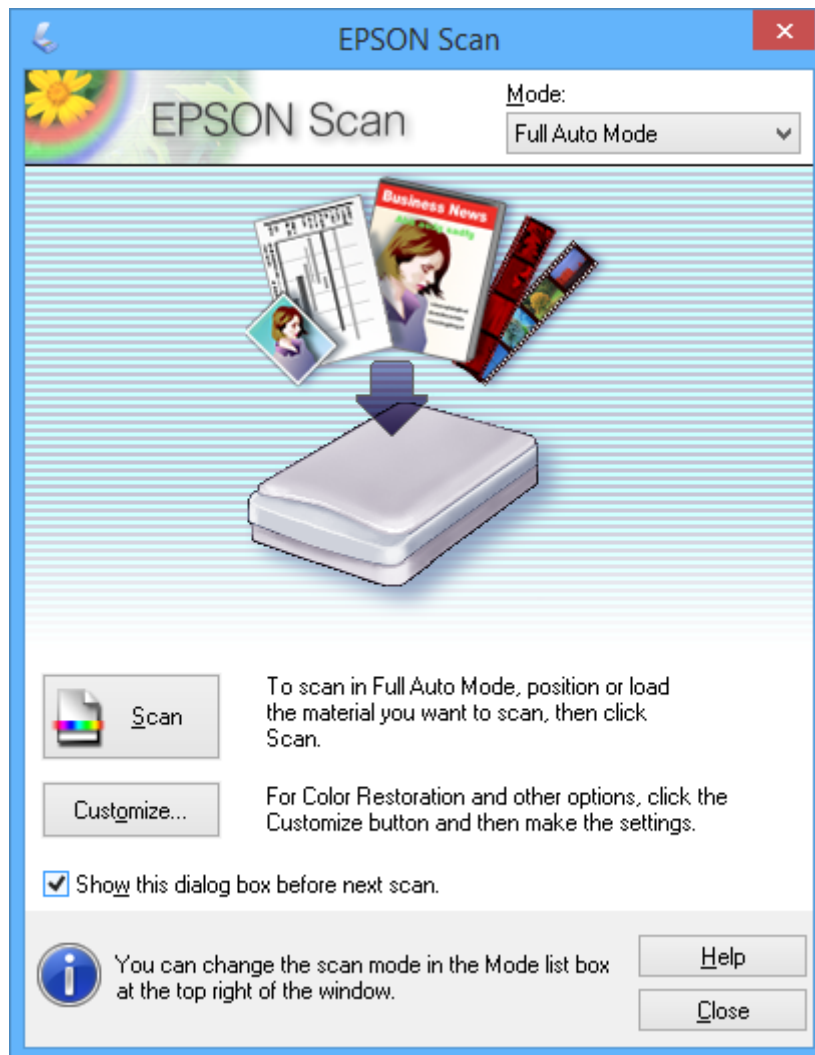 EPSON Scan
EPSON Scan
Mode:
Full Auto Mode
Business News
Scan
To scan in Full Auto Mode, position or load
the material you want to scan, then click
Scan.
Customize...
For Color Restoration and other options, click the
Customize button and then make the settings.
Show this dialog box before next scan.
You can change the scan mode in the Mode list box
at the top right of the window.
Help
Close